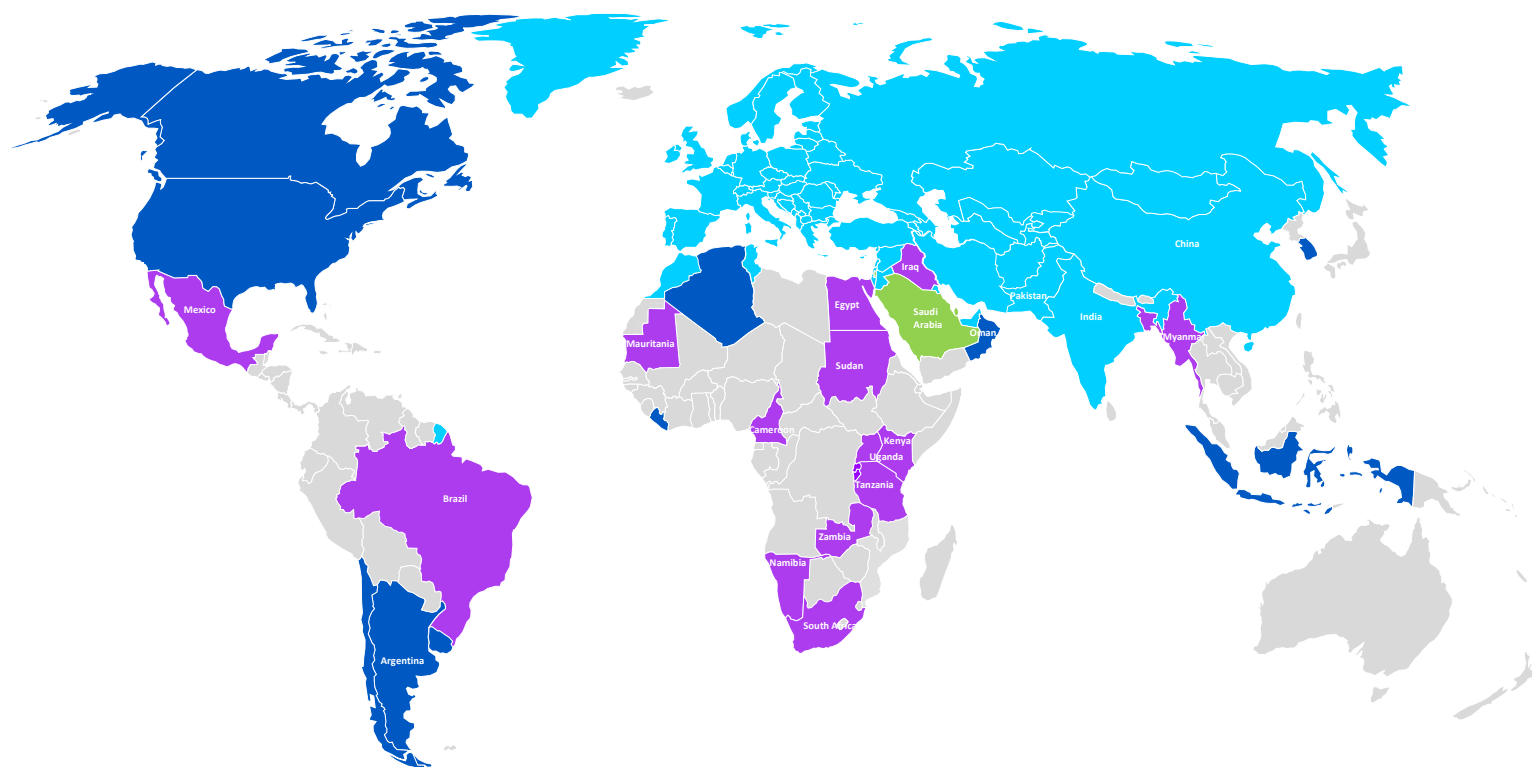 China
Iraq
Pakistan
Mexico
Egypt
Saudi
Arabia
India
Oman
Mauritania
Myanma
Sudan
Cameroon
Kenya
Uganda
Tanzania
Brazil
Zambia
Namibia
South Africa
Argentina